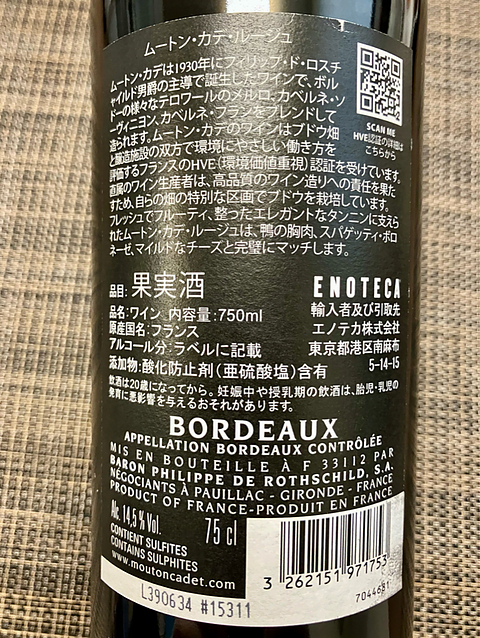 ムートン・カデ・ルージュ
ムートン・カデは1930年にフィリップ・ド・ロスチ
ャイルド男爵の主導で誕生したワインで、ボル
ドーの様々なテロワールのメルロ、カベルネ・ソ
ーヴィニヨン、カベルネ・フランをブレンドして
造られます。ムートン・カデのワインはブドウ畑
と醸造施設の双方で環境にやさしい働き方を
評価するフランスのHVE(環境価値重視)認証を受けています。
直属のワイン生産者は、高品質のワイン造りへの責任を果た
すため、自らの畑の特別な区画でブドウを栽培しています。
フレッシュでフルーティ、整ったエレガントなタンニンに支えら
れたムートン・カデ・ルージュは、鴨の胸肉、スパゲッティ・ボロ
ネーゼ、マイルドなチーズと完璧にマッチします。
SCAN ME
HVE認証の詳細は
こちらから
品目:果実酒
品名:ワイン 内容量:750ml
原産国名:フランス
アルコール分:ラベルに記載
添加物:酸化防止剤(亜硫酸塩)含有
ENOTECA
輸入者及び引取先
エノテカ株式会社
東京都港区南麻布
5-14-15
飲酒は20歳になってから。妊娠中や授乳期の飲酒は、胎児・乳児の
発育に悪影響を与えるおそれがあります。
BORDEAUX
APPELLATION BORDEAUX CONTRÔLÉE
MIS EN BOUTEILLE À F 33112 PAR
BARON PHILIPPE DE ROTHSCHILD, S.A.
NÉGOCIANTS À PAUILLAC - GIRONDE - FRANCE
PRODUCT OF FRANCE-PRODUIT EN FRANCE
Alc. 14,5 % Vol.
75 cl
CONTIENT SULFITES
CONTAINS SULPHITES
www.moutoncadet.com
3 262151 971753
7044681
L390634 #15311